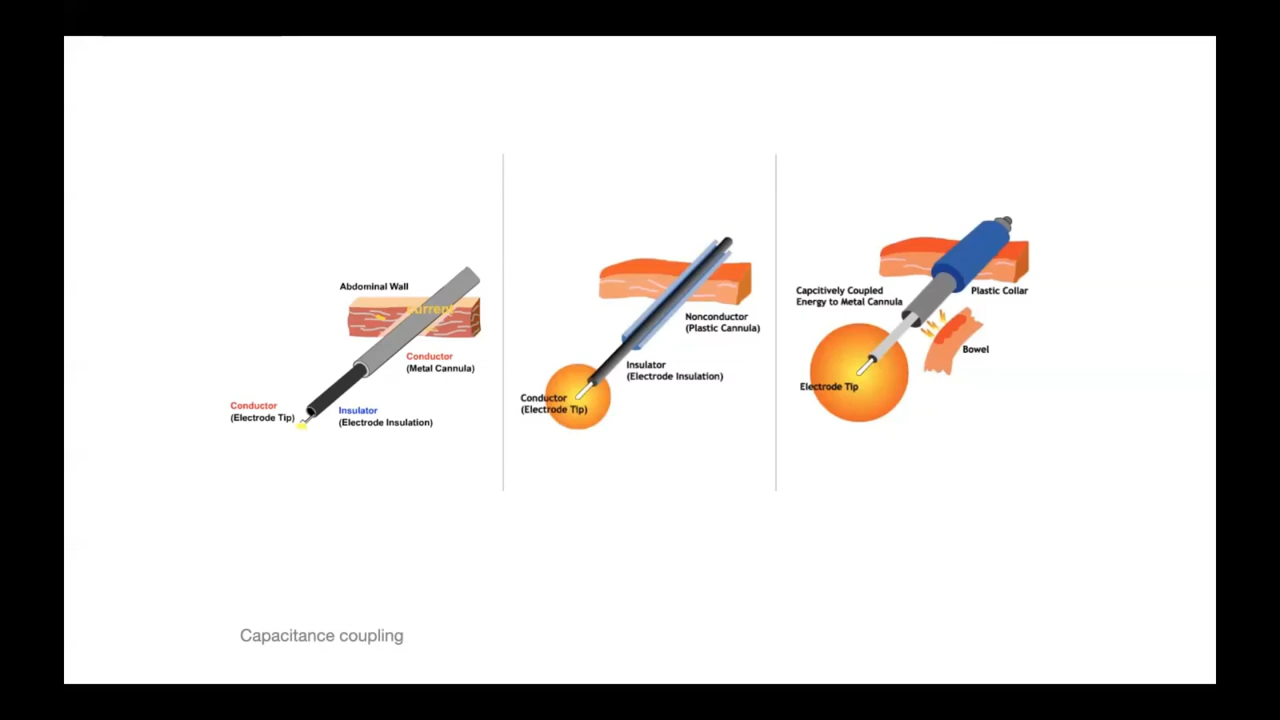 Abdominal Wall
Current
Conductor
(Metal Cannula)
Conductor
(Electrode Tip)
Insulator
(Electrode Insulation)
Nonconductor
(Plastic Cannula)
Insulator
(Electrode Insulation)
Conductor
(Electrode Tip)
Capcitively Coupled
Energy to Metal Cannula
Plastic Collar
Bowel
Electrode Tip
Capacitance coupling